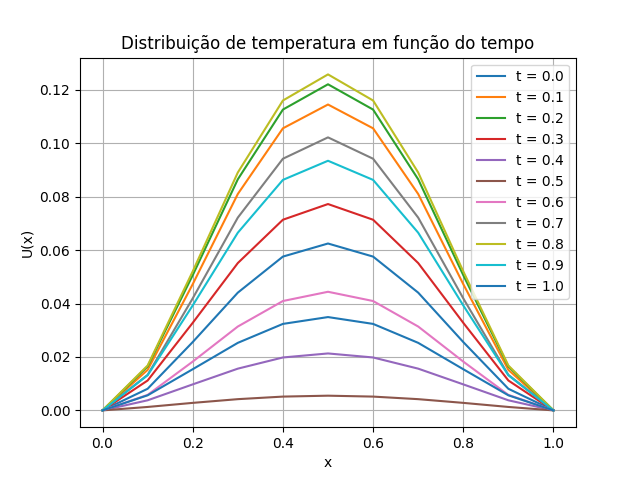 Distribuição de temperatura em função do tempo
U(x)
0.12
0.10
0.08
0.06
0.04
0.02
0.00
0.0
0.2
0.4
0.6
0.8
1.0
x
t = 0.0
t = 0.1
t = 0.2
t = 0.3
t = 0.4
t = 0.5
t = 0.6
t = 0.7
t = 0.8
t = 0.9
t = 1.0